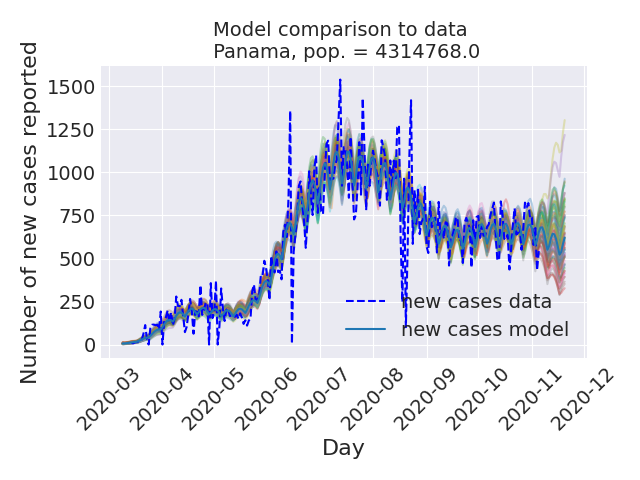 Model comparison to data
Panama, pop. = 4314768.0
Number of new cases reported
1500
1250
1000
750
500
250
0
new cases data
new cases model
2020-03
2020-04
2020-05
2020-06
2020-07
2020-08
2020-09
2020-10
2020-11
2020-12
Day